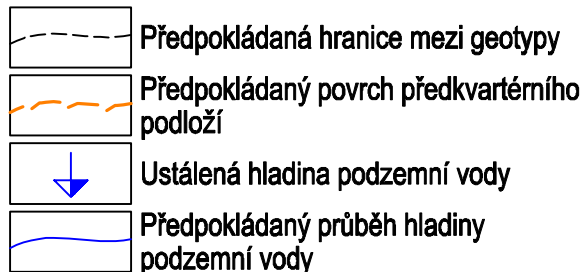 Předpokládaná hranice mezi geotypy
Předpokládaný povrch předkvartérního
podloží
Ustálená hladina podzemní vody
Předpokládaný průběh hladiny
podzemní vody